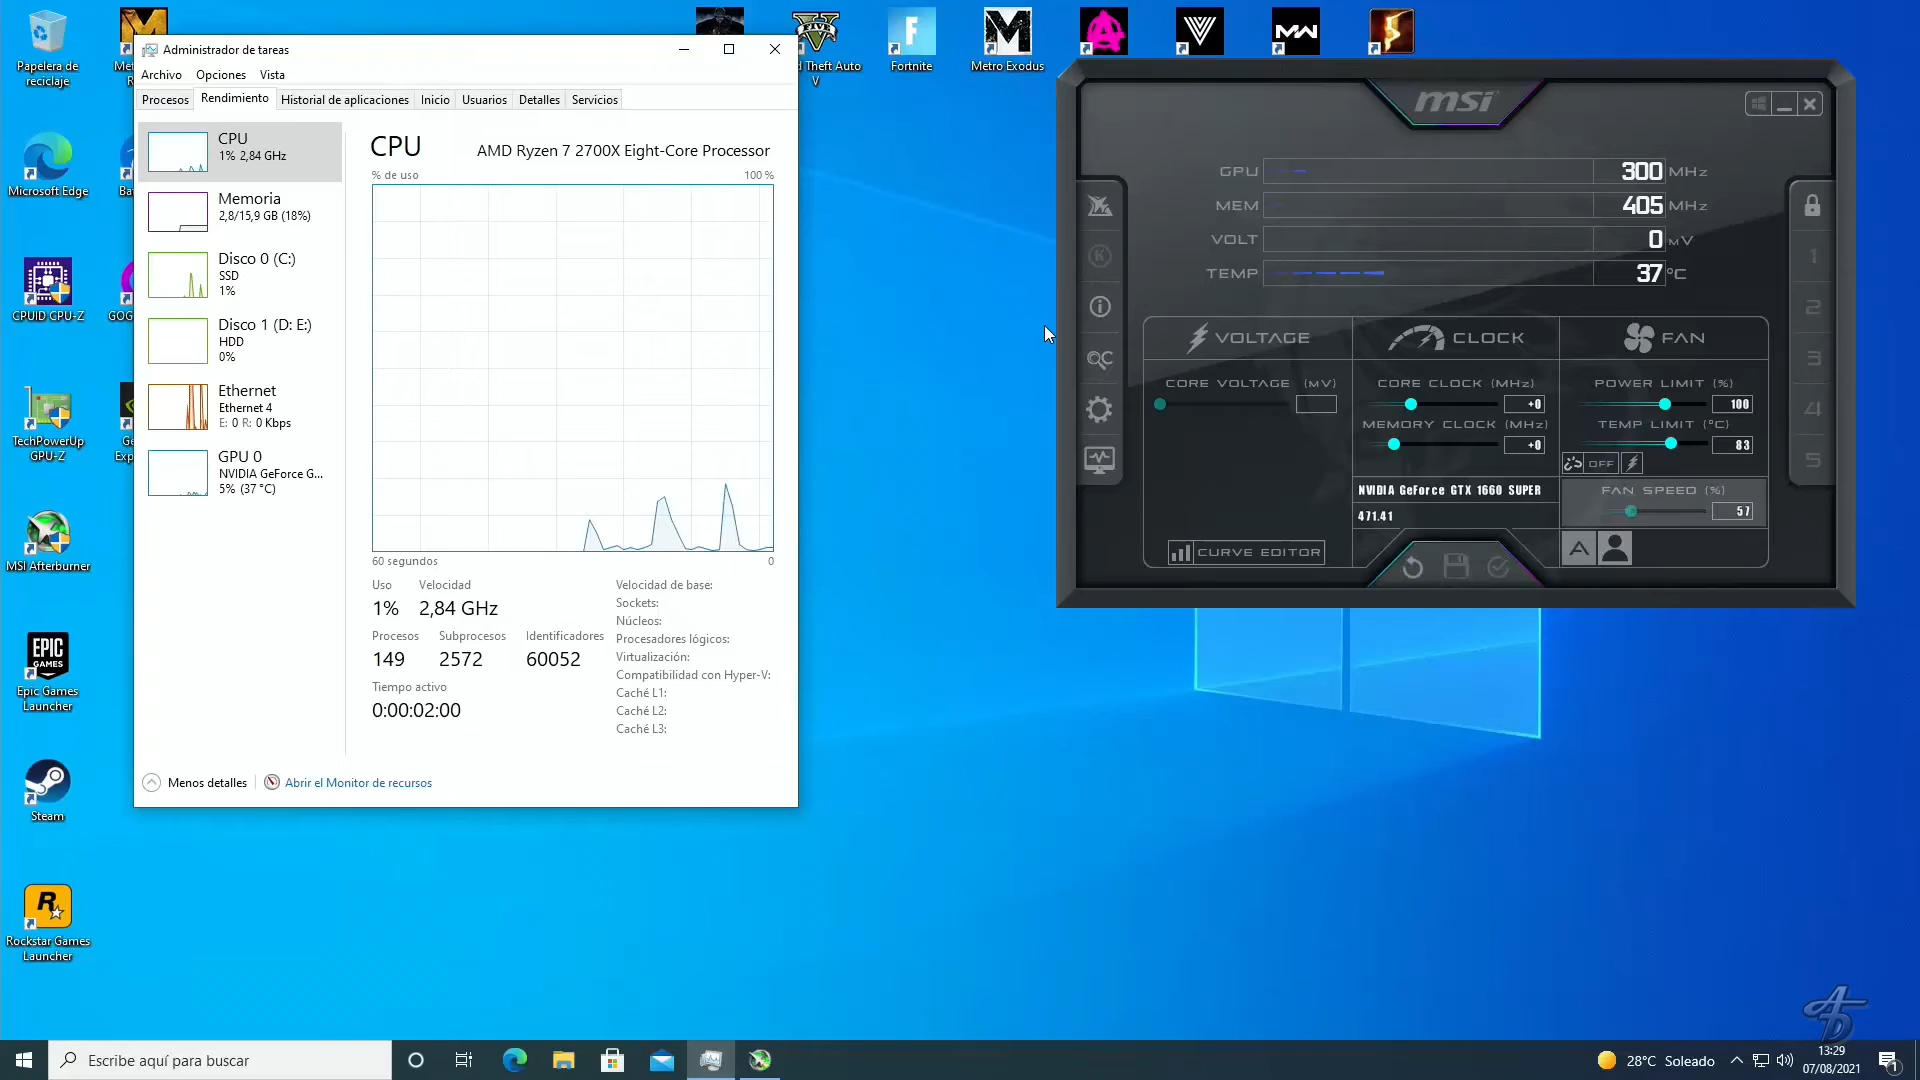 Papelera de
reciclaje
Microsoft Edge
CPUID CPU-Z
TechPowerUp
GPU-Z
MSI Afterburner
EPIC
GAMES
Epic Games
Launcher
Steam
Rockstar Games
Launcher
d Theft Auto
V
Fortnite
Metro Exodus
Administrador de tareas
Archivo Opciones Vista
Procesos Rendimiento Historial de aplicaciones Inicio Usuarios Detalles Servicios
CPU
1% 2,84 GHz
Memoria
2,8/15,9 GB (18%)
Disco 0 (C:)
SSD
1%
Disco 1 (D: E:)
HDD
0%
Ethernet
Ethernet 4
E: 0 R: 0 Kbps
GPU 0
NVIDIA GeForce G...
5% (37 °C)
CPU AMD Ryzen 7 2700X Eight-Core Processor
% de uso 100 %
60 segundos 0
Uso Velocidad
1% 2,84 GHz
Procesos Subprocesos Identificadores
149 2572 60052
Tiempo activo
0:00:02:00
Velocidad de base:
Sockets:
Núcleos:
Procesadores lógicos:
Virtualización:
Compatibilidad con Hyper-V:
Caché L1:
Caché L2:
Caché L3:
Menos detalles Abrir el Monitor de recursos
msi
GPU 300 MHz
MEM 405 MHz
VOLT 0 MV
TEMP 37 °C
VOLTAGE CLOCK FAN
CORE VOLTAGE (MV)
CURVE EDITOR
CORE CLOCK (MHz)
+0
MEMORY CLOCK (MHz)
+0
NVIDIA GeForce GTX 1660 SUPER
471.41
POWER LIMIT (%)
100
TEMP LIMIT (°C)
83
OFF
FAN SPEED (%)
57
A
K
OC
1
2
3
4
5
Escribe aquí para buscar
28°C Soleado
13:29
07/08/2021
1